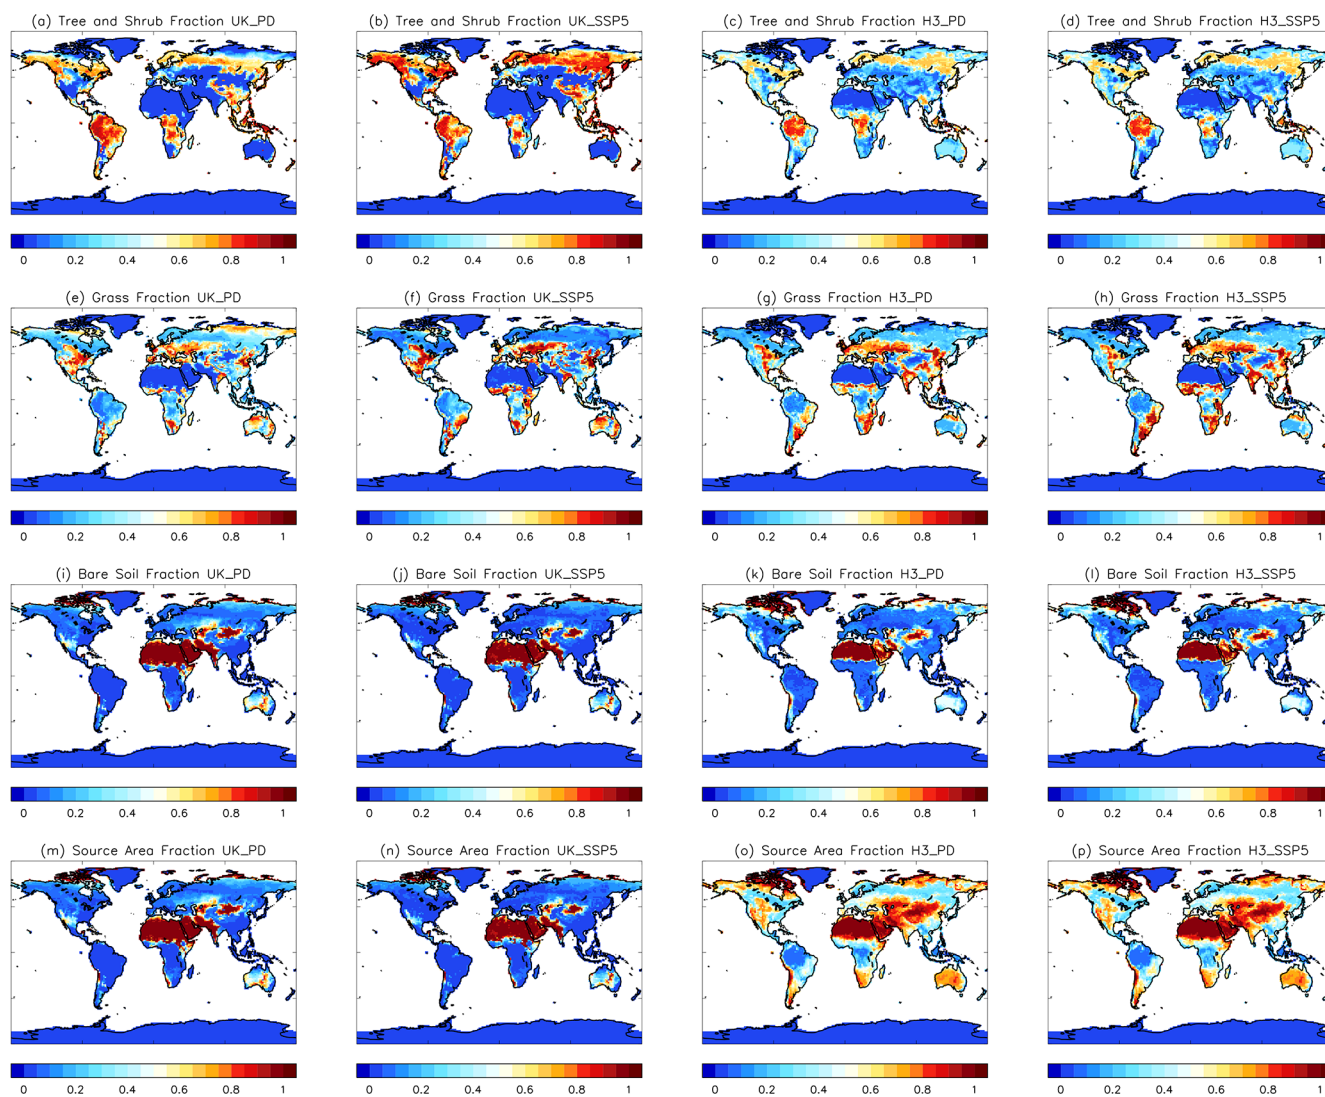 (a) Tree and Shrub Fraction UK_PD
(b) Tree and Shrub Fraction UK_SSP5
(c) Tree and Shrub Fraction H3_PD
(d) Tree and Shrub Fraction H3_SSP5
0 0.2 0.4 0.6 0.8 1
0 0.2 0.4 0.6 0.8 1
0 0.2 0.4 0.6 0.8 1
0 0.2 0.4 0.6 0.8 1
(e) Grass Fraction UK_PD
(f) Grass Fraction UK_SSP5
(g) Grass Fraction H3_PD
(h) Grass Fraction H3_SSP5
0 0.2 0.4 0.6 0.8 1
0 0.2 0.4 0.6 0.8 1
0 0.2 0.4 0.6 0.8 1
0 0.2 0.4 0.6 0.8 1
(i) Bare Soil Fraction UK_PD
(j) Bare Soil Fraction UK_SSP5
(k) Bare Soil Fraction H3_PD
(l) Bare Soil Fraction H3_SSP5
0 0.2 0.4 0.6 0.8 1
0 0.2 0.4 0.6 0.8 1
0 0.2 0.4 0.6 0.8 1
0 0.2 0.4 0.6 0.8 1
(m) Source Area Fraction UK_PD
(n) Source Area Fraction UK_SSP5
(o) Source Area Fraction H3_PD
(p) Source Area Fraction H3_SSP5
0 0.2 0.4 0.6 0.8 1
0 0.2 0.4 0.6 0.8 1
0 0.2 0.4 0.6 0.8 1
0 0.2 0.4 0.6 0.8 1